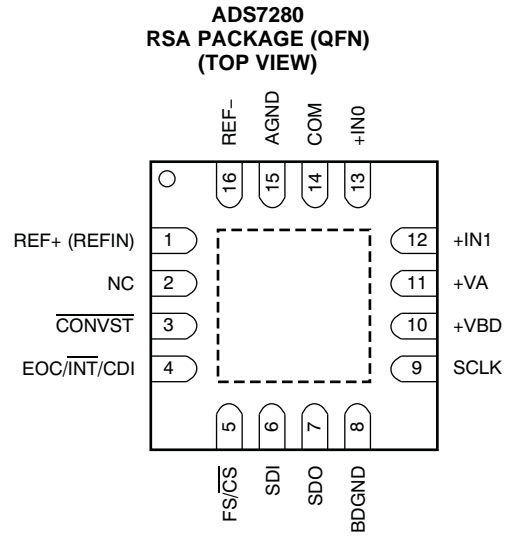 ADS7280
RSA PACKAGE (QFN)
(TOP VIEW)
REF−
AGND
COM
+IN0
16
15
14
13
REF+ (REFIN)
1
NC
2
CONVST
3
EOC/INT/CDI
4
12
+IN1
11
+VA
10
+VBD
9
SCLK
5
6
7
8
FS/CS
SDI
SDO
BDGND